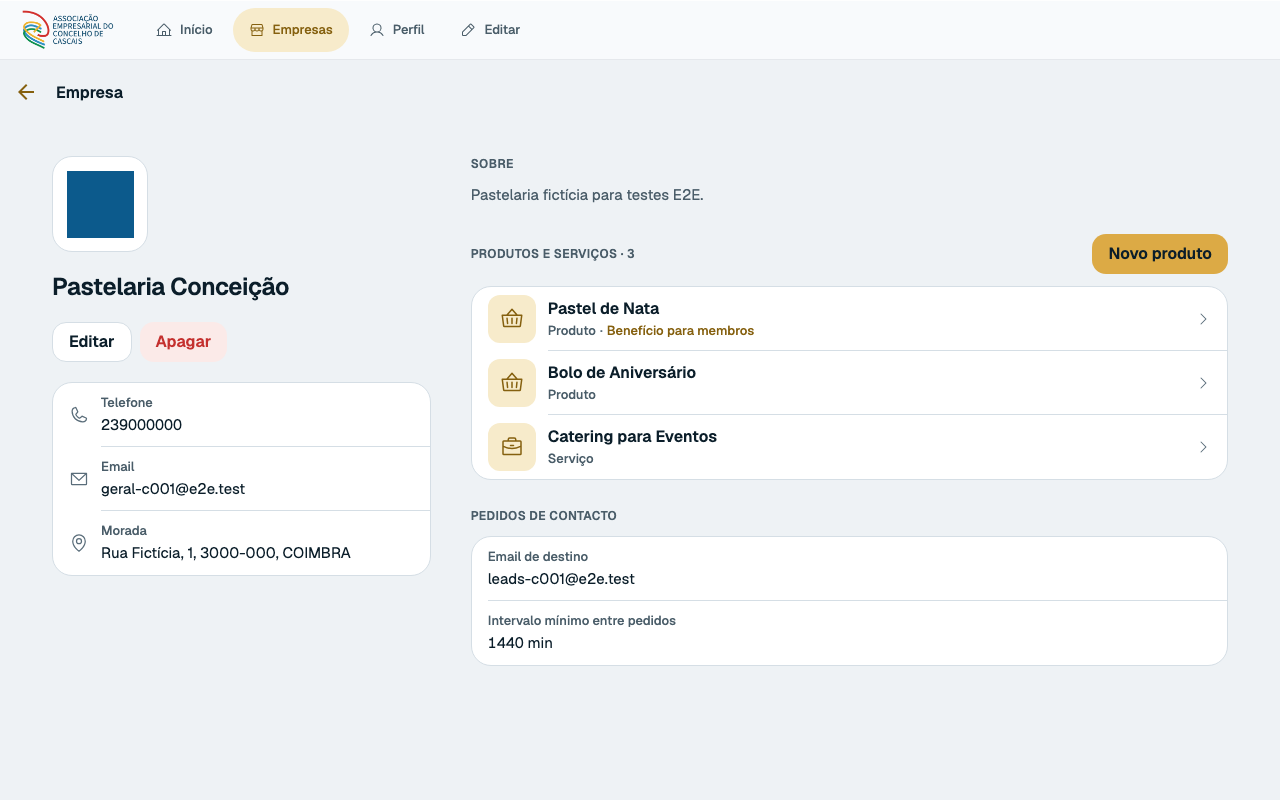 ASSOCIAÇÃO
EMPRESARIAL DO
CONCELHO DE
CASCAIS
Início
Empresas
Perfil
Editar
Empresa
Pastelaria Conceição
Editar
Apagar
Telefone
239000000
Email
geral-c001@e2e.test
Morada
Rua Fictícia, 1, 3000-000, COIMBRA
SOBRE
Pastelaria fictícia para testes E2E.
PRODUTOS E SERVIÇOS · 3
Novo produto
Pastel de Nata
Produto · Benefício para membros
Bolo de Aniversário
Produto
Catering para Eventos
Serviço
PEDIDOS DE CONTACTO
Email de destino
leads-c001@e2e.test
Intervalo mínimo entre pedidos
1440 min